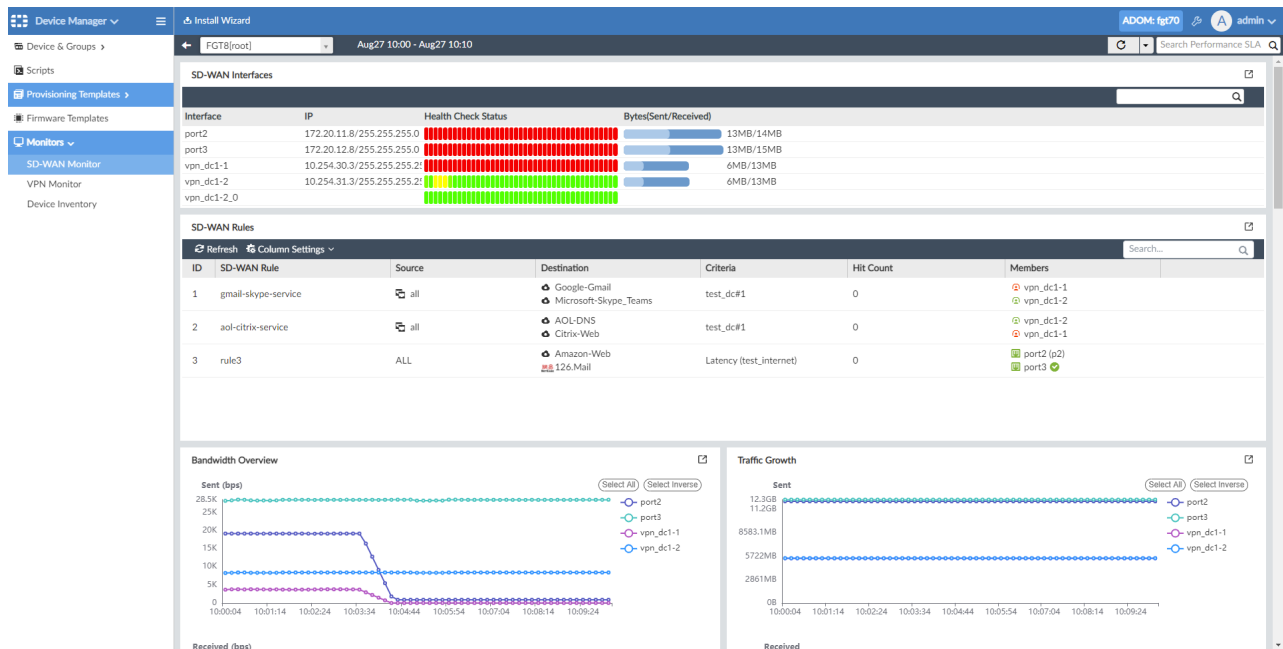 Device Manager
Install Wizard
ADOM: fgt70
A
admin
Device & Groups
FGT8[root]
Aug27 10:00 - Aug27 10:10
Search Performance SLA
Scripts
Provisioning Templates
Firmware Templates
Monitors
SD-WAN Monitor
VPN Monitor
Device Inventory
SD-WAN Interfaces
Interface IP Health Check Status Bytes(Sent/Received)
port2 172.20.11.8/255.255.255.0 13MB/14MB
port3 172.20.12.8/255.255.255.0 13MB/15MB
vpn_dc1-1 10.254.30.3/255.255.255.2 6MB/13MB
vpn_dc1-2 10.254.31.3/255.255.255.2 6MB/13MB
vpn_dc1-2_0
SD-WAN Rules
Refresh Column Settings Search...
ID SD-WAN Rule Source Destination Criteria Hit Count Members
1 gmail-skype-service all Google-Gmail test_dc#1 0 vpn_dc1-1
Microsoft-Skype_Teams vpn_dc1-2
2 aol-citrix-service all AOL-DNS test_dc#1 0 vpn_dc1-2
Citrix-Web vpn_dc1-1
3 rule3 ALL Amazon-Web Latency (test_internet) 0 port2 (p2)
126.Mail port3
Bandwidth Overview
Sent (bps)
Select All Select Inverse
28.5K
25K
20K
15K
10K
5K
0
10:00:04 10:01:14 10:02:24 10:03:34 10:04:44 10:05:54 10:07:04 10:08:14 10:09:24
port2
port3
vpn_dc1-1
vpn_dc1-2
Received (bps)
Traffic Growth
Sent
Select All Select Inverse
12.3GB
11.2GB
8583.1MB
5722MB
2861MB
0B
10:00:04 10:01:14 10:02:24 10:03:34 10:04:44 10:05:54 10:07:04 10:08:14 10:09:24
port2
port3
vpn_dc1-1
vpn_dc1-2
Received